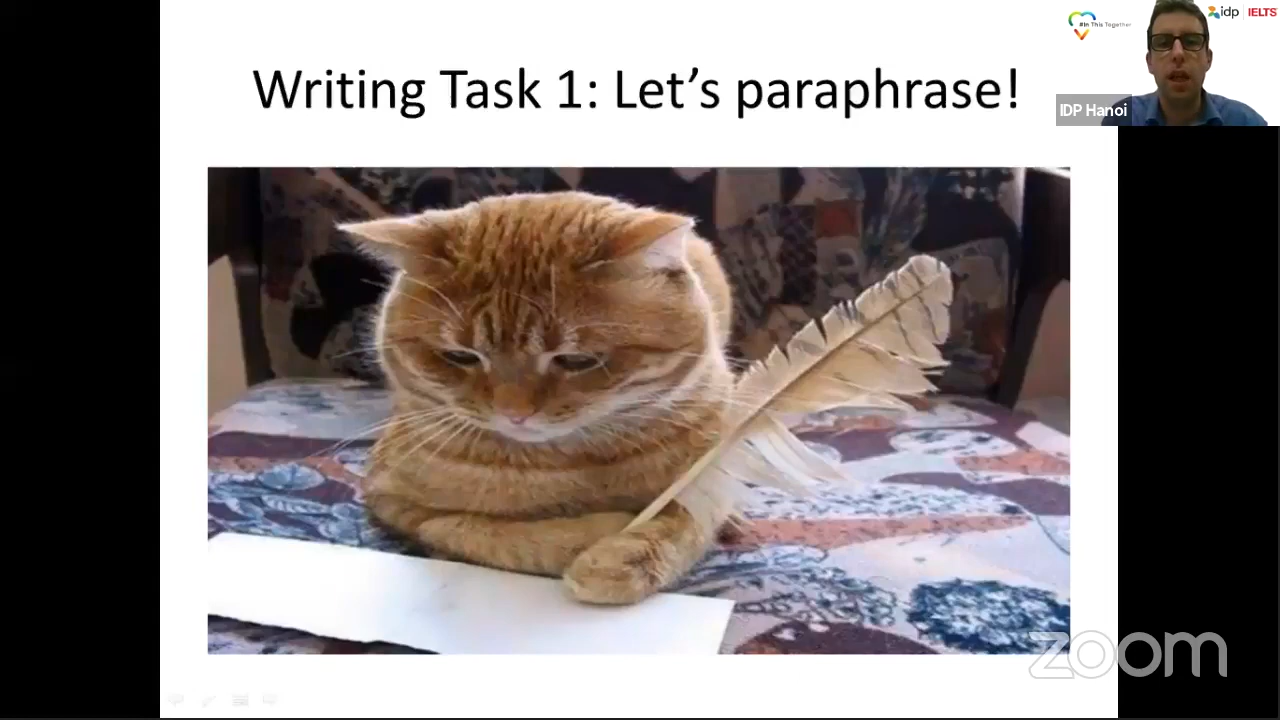 #In This Together
idp IELTS
Writing Task 1: Let's paraphrase!
IDP Hanoi
zoom